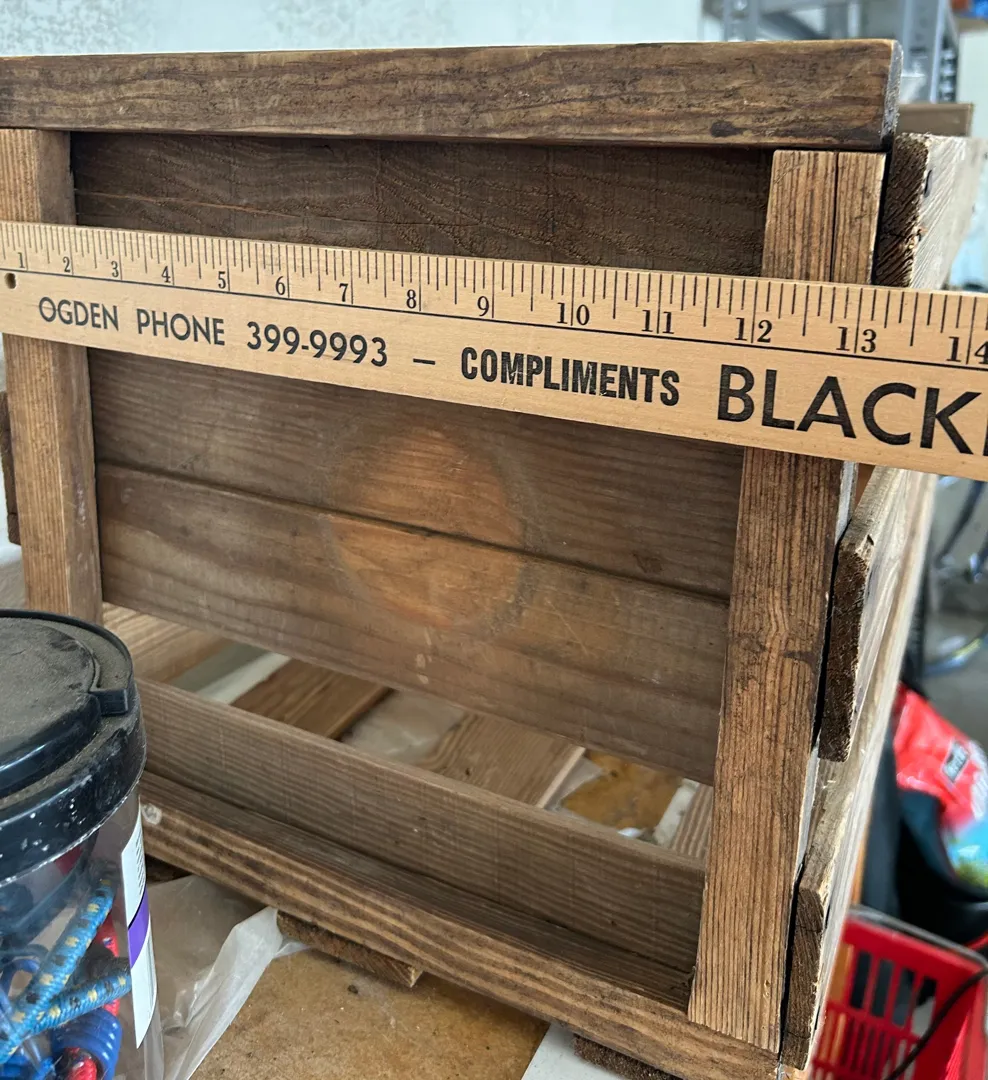 1 2 3 4 5 6 7 8 9 10 11 12 13 14
OGDEN PHONE 399-9993 — COMPLIMENTS BLACK